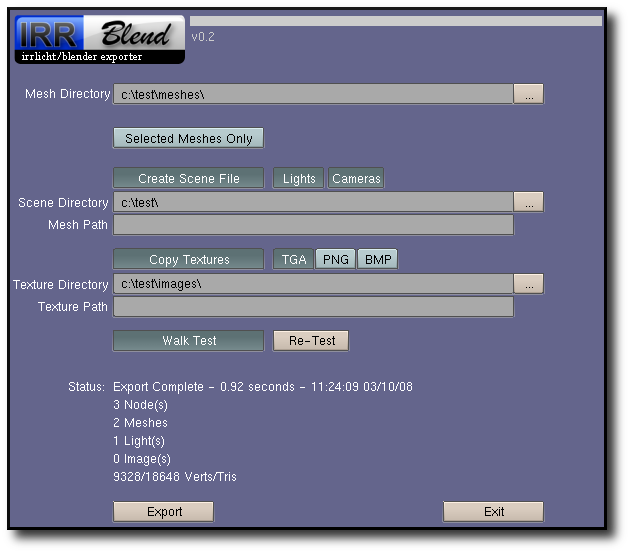 IRR Blend
irrlicht/blender exporter
v0.2
Mesh Directory c:\test\meshes\ ...
Selected Meshes Only
Create Scene File Lights Cameras
Scene Directory c:\test\ ...
Mesh Path
Copy Textures TGA PNG BMP
Texture Directory c:\test\images\ ...
Texture Path
Walk Test Re-Test
Status: Export Complete - 0.92 seconds - 11:24:09 03/10/08
3 Node(s)
2 Meshes
1 Light(s)
0 Image(s)
9328/18648 Verts/Tris
Export Exit